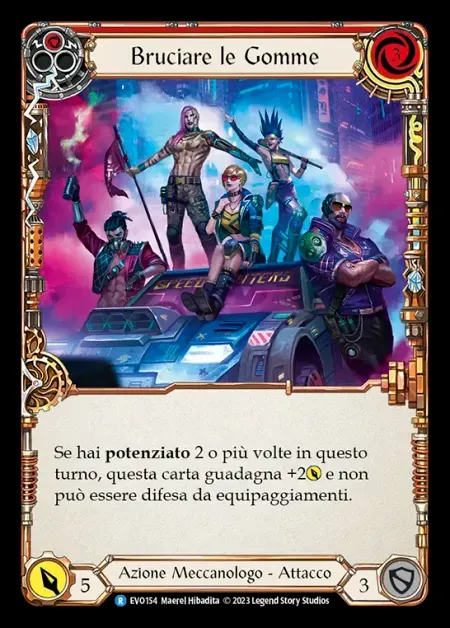 Bruciare le Gomme
3
SPEED
Se hai potenziato 2 o più volte in questo
turno, questa carta guadagna +2 e non
può essere difesa da equipaggiamenti.
5
Azione Meccanologo - Attacco
3
R EVO154 Maerel Hibadita © 2023 Legend Story Studios